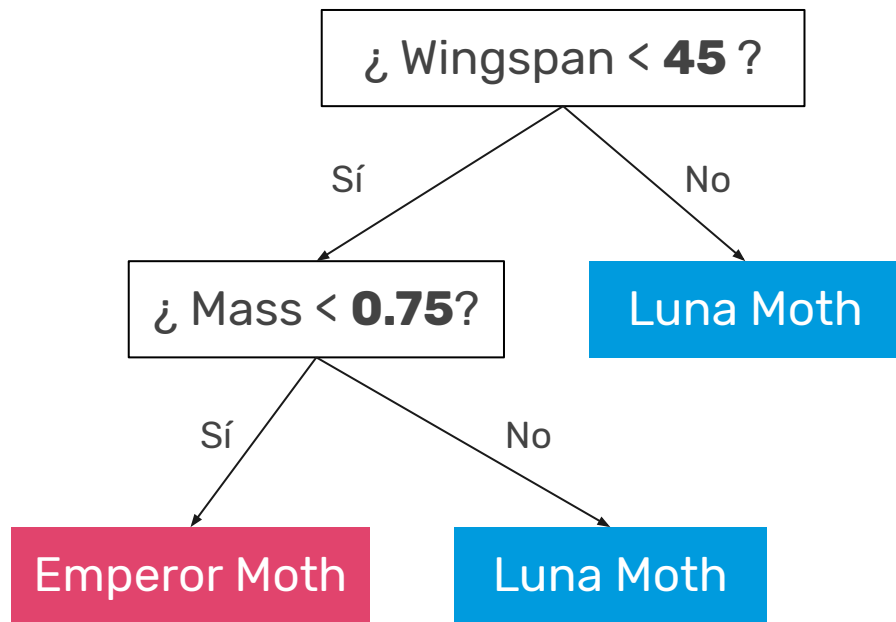 ¿ Wingspan < 45 ?
Sí
No
¿ Mass < 0.75?
Luna Moth
Sí
No
Emperor Moth
Luna Moth